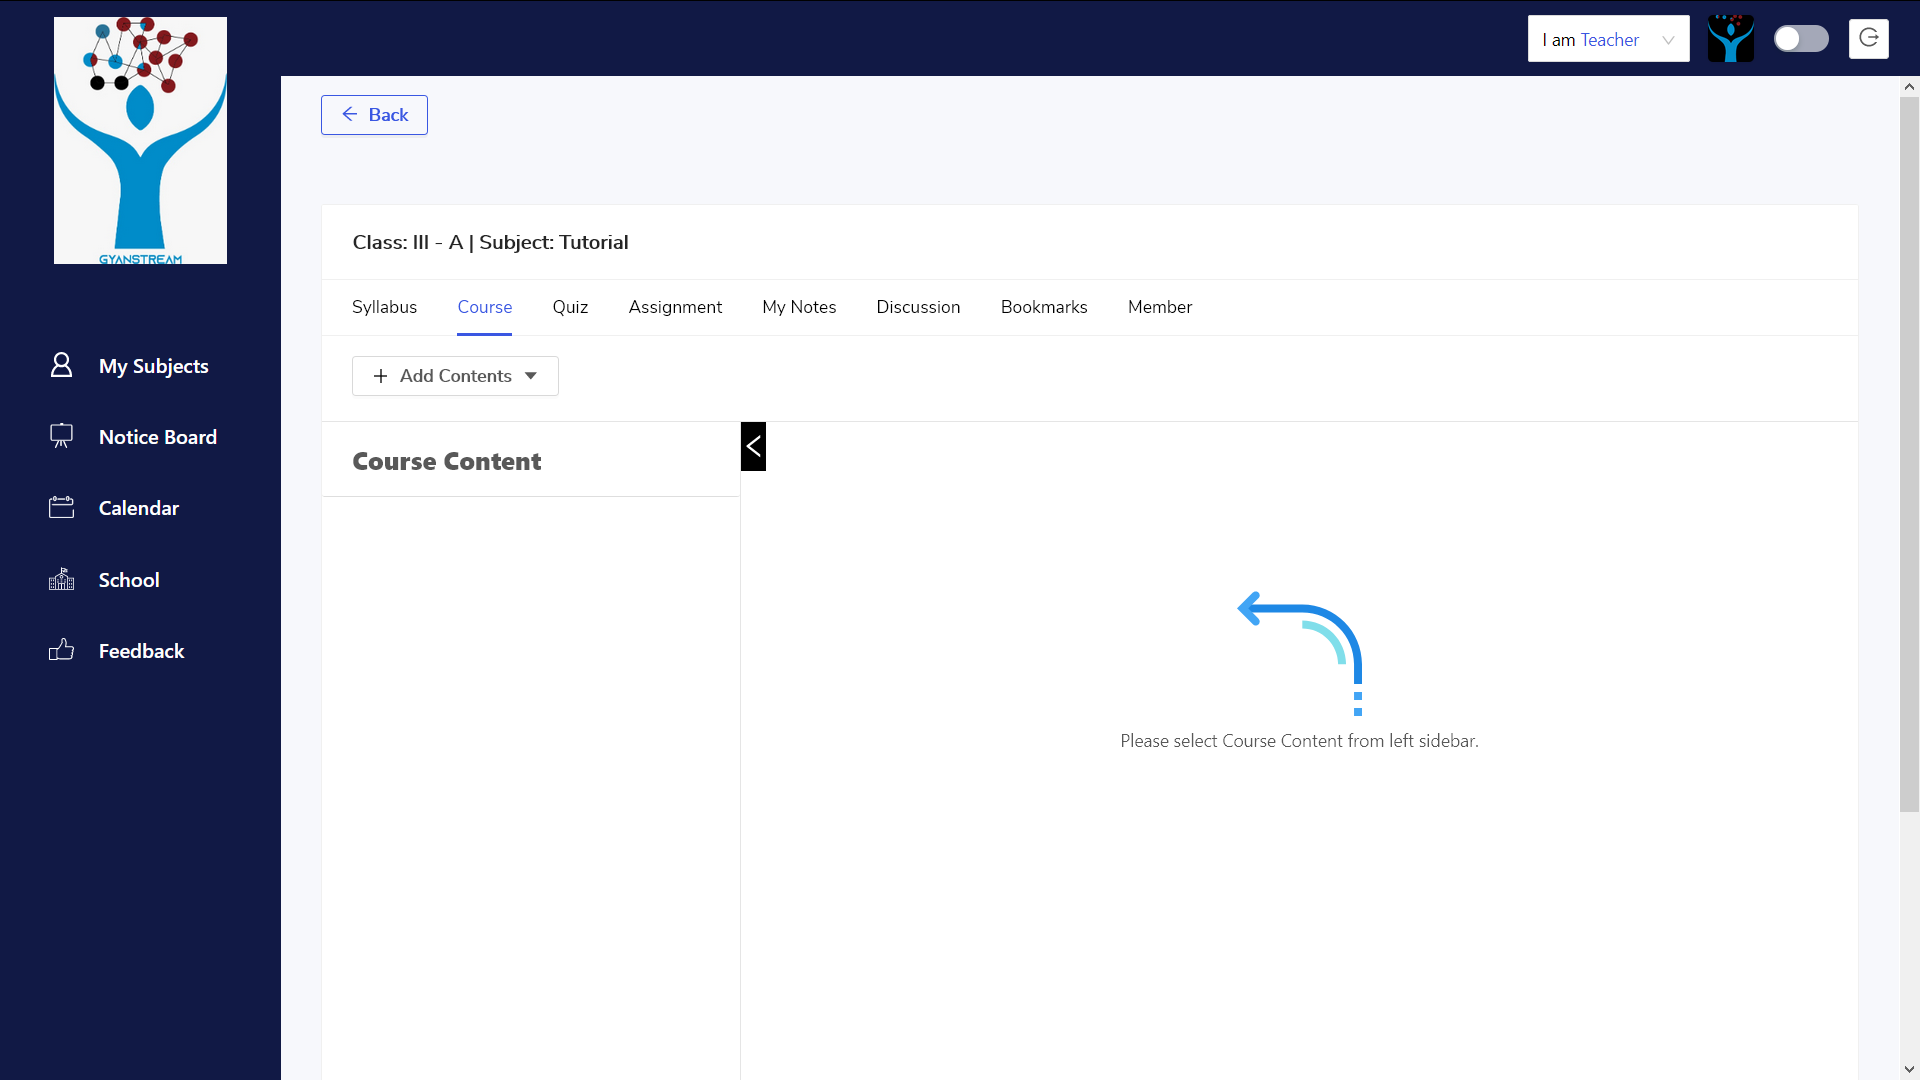 GYANSTREAM
I am Teacher
Back
Class: III - A | Subject: Tutorial
Syllabus Course Quiz Assignment My Notes Discussion Bookmarks Member
+ Add Contents
My Subjects
Notice Board
Calendar
School
Feedback
Course Content
Please select Course Content from left sidebar.